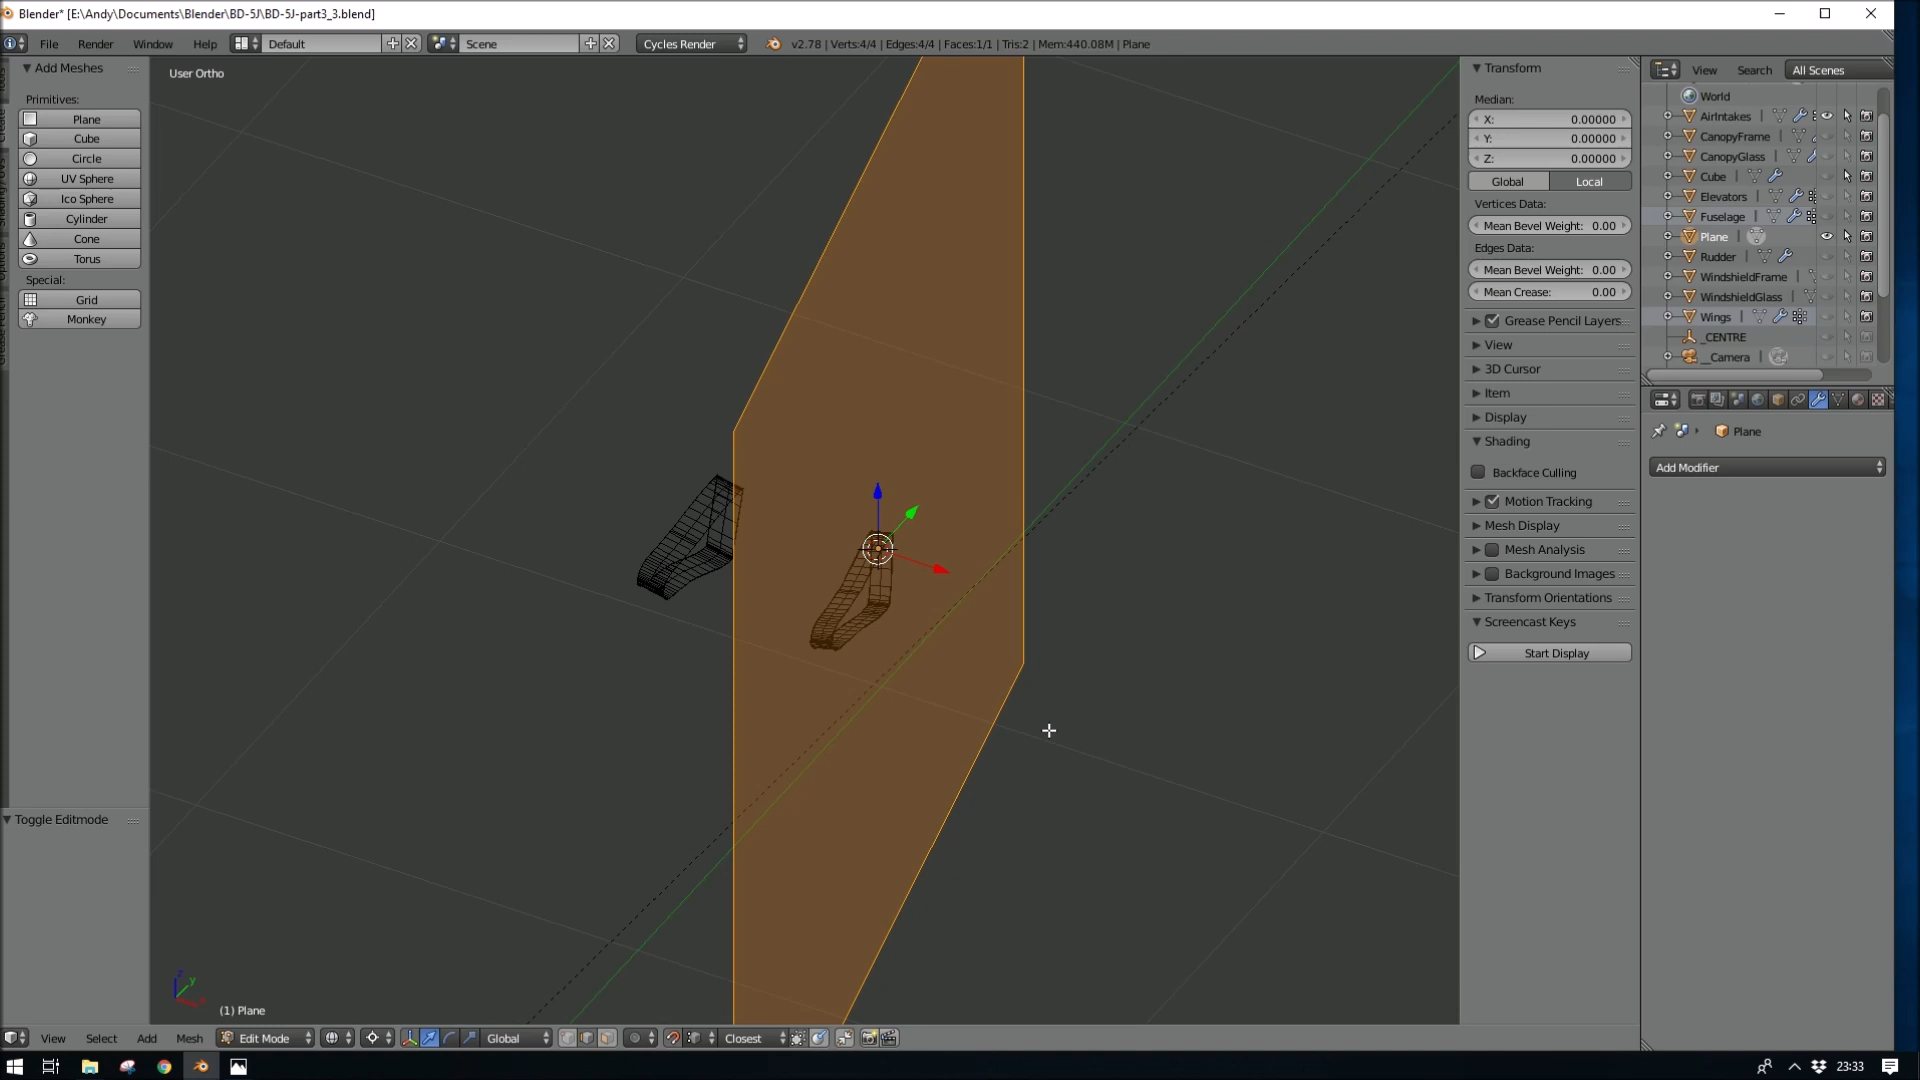 Blender* [E:\Andy\Documents\Blender\BD-5J\BD-5J-part3_3.blend]
File Render Window Help Default Scene Cycles Render v2.78 | Verts:4/4 | Edges:4/4 | Faces:1/1 | Tris:2 | Mem:440.08M | Plane
Add Meshes
Primitives:
Plane
Cube
Circle
UV Sphere
Ico Sphere
Cylinder
Cone
Torus
Special:
Grid
Monkey
Toggle Editmode
User Ortho
(1) Plane
Transform
Median:
X: 0.00000
Y: 0.00000
Z: 0.00000
Global Local
Vertices Data:
Mean Bevel Weight: 0.00
Edges Data:
Mean Bevel Weight: 0.00
Mean Crease: 0.00
Grease Pencil Layers
View
3D Cursor
Item
Display
Shading
Backface Culling
Motion Tracking
Mesh Display
Mesh Analysis
Background Images
Transform Orientations
Screencast Keys
Start Display
View Search All Scenes
World
AirIntakes
CanopyFrame
CanopyGlass
Cube
Elevators
Fuselage
Plane
Rudder
WindshieldFrame
WindshieldGlass
Wings
_CENTRE
__Camera
Plane
Add Modifier
View Select Add Mesh Edit Mode Global Closest
23:33